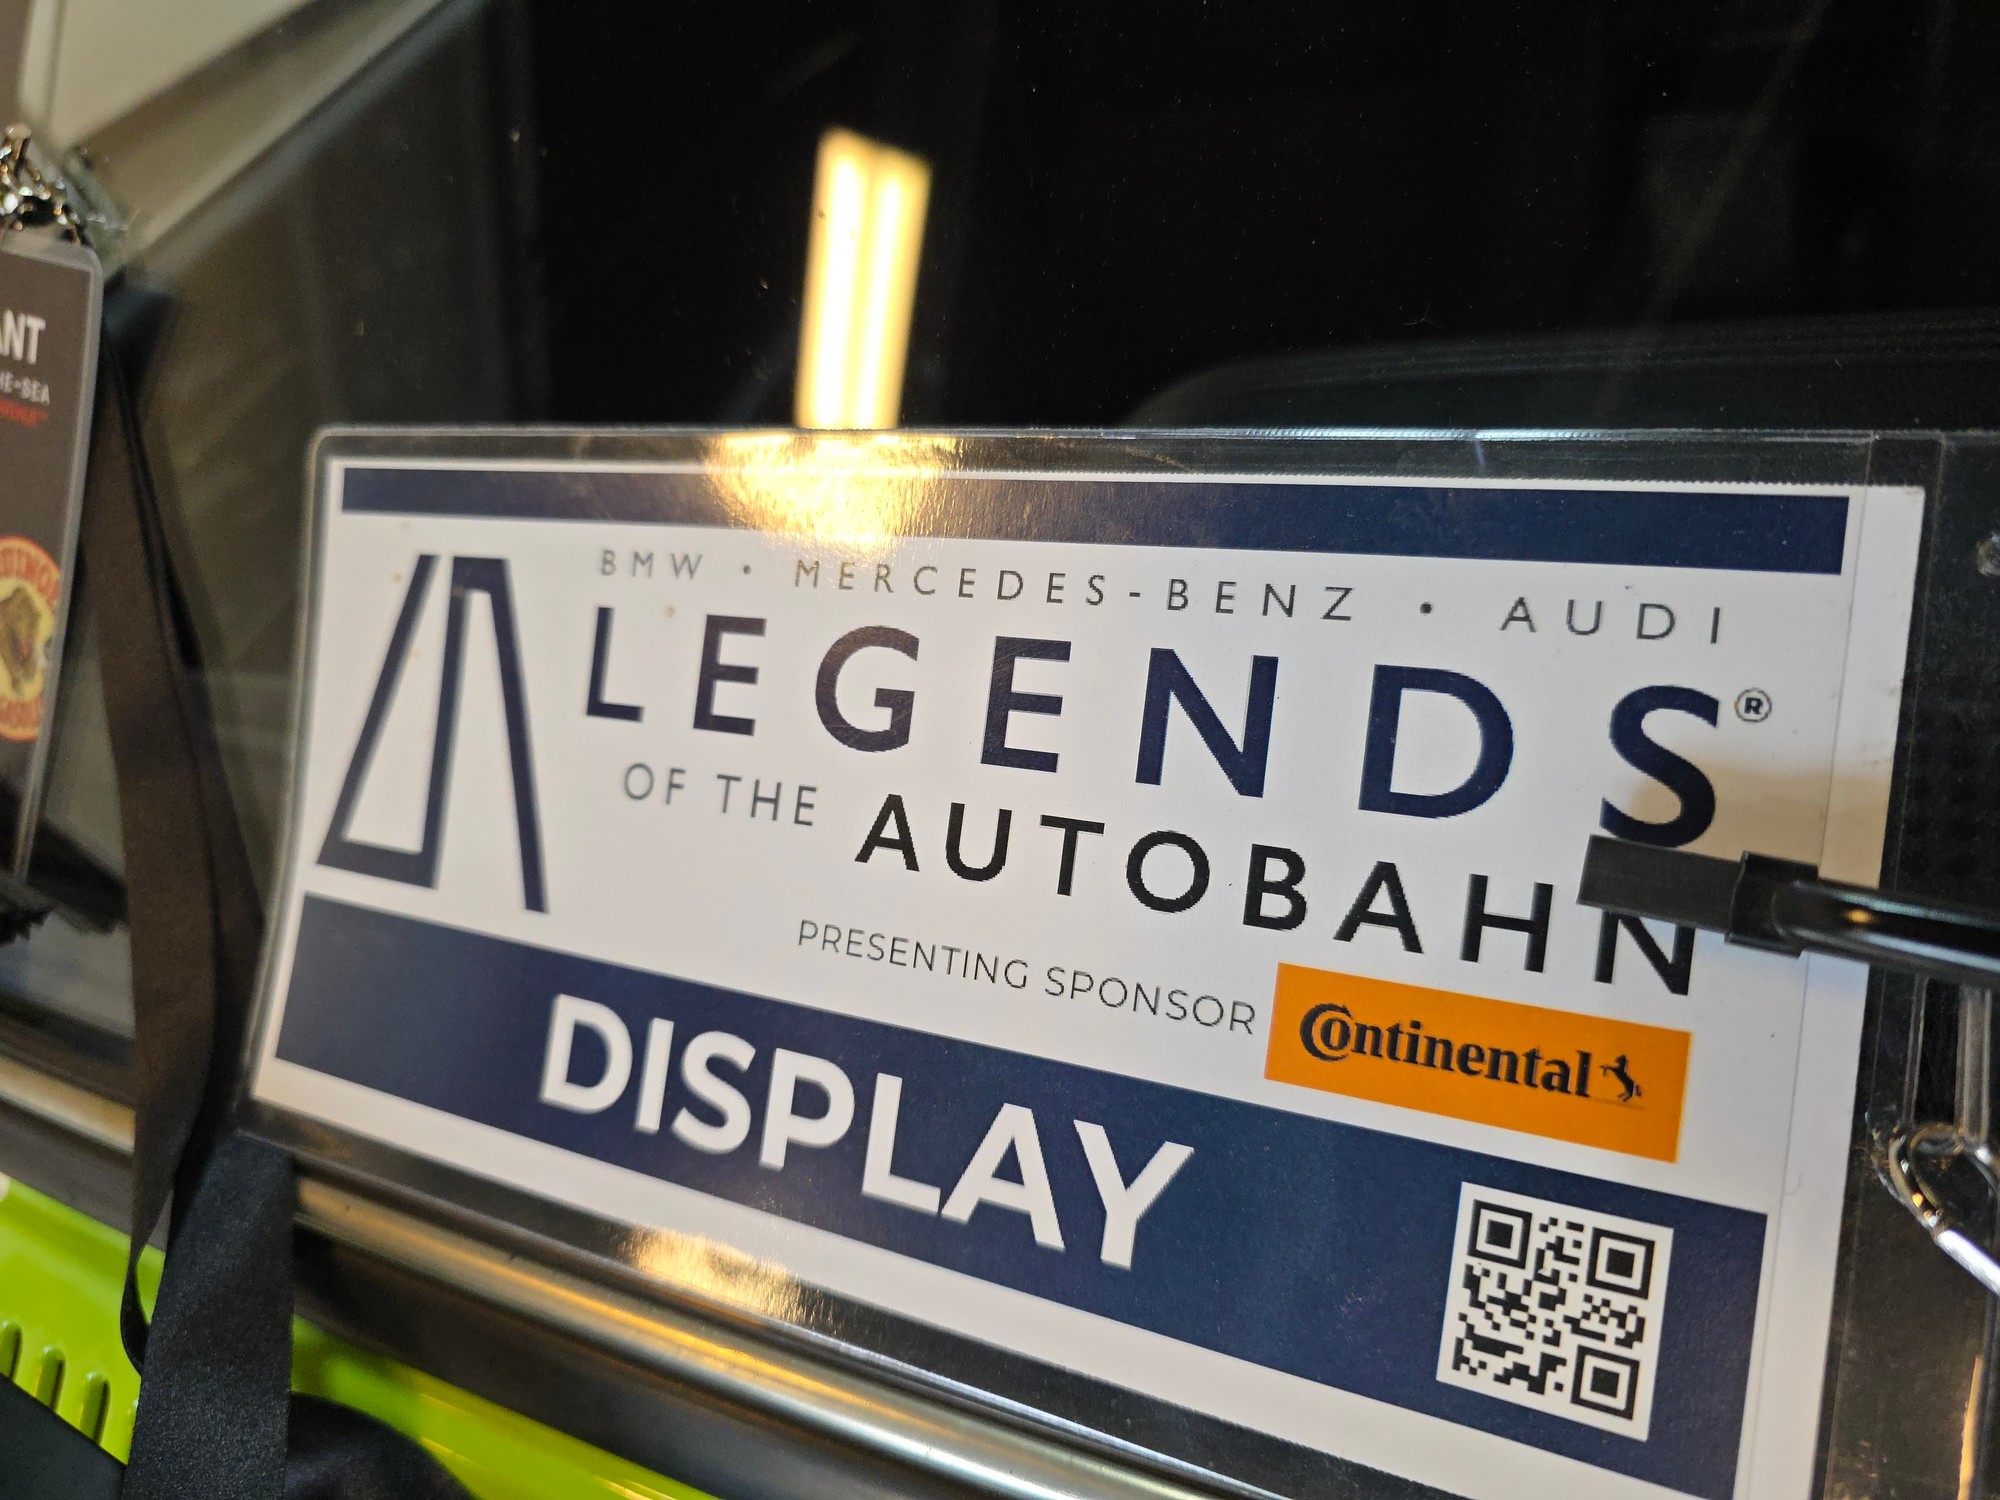 BMW • MERCEDES-BENZ • AUDI
LEGENDS®
OF THE AUTOBAHN
PRESENTING SPONSOR Continental
DISPLAY